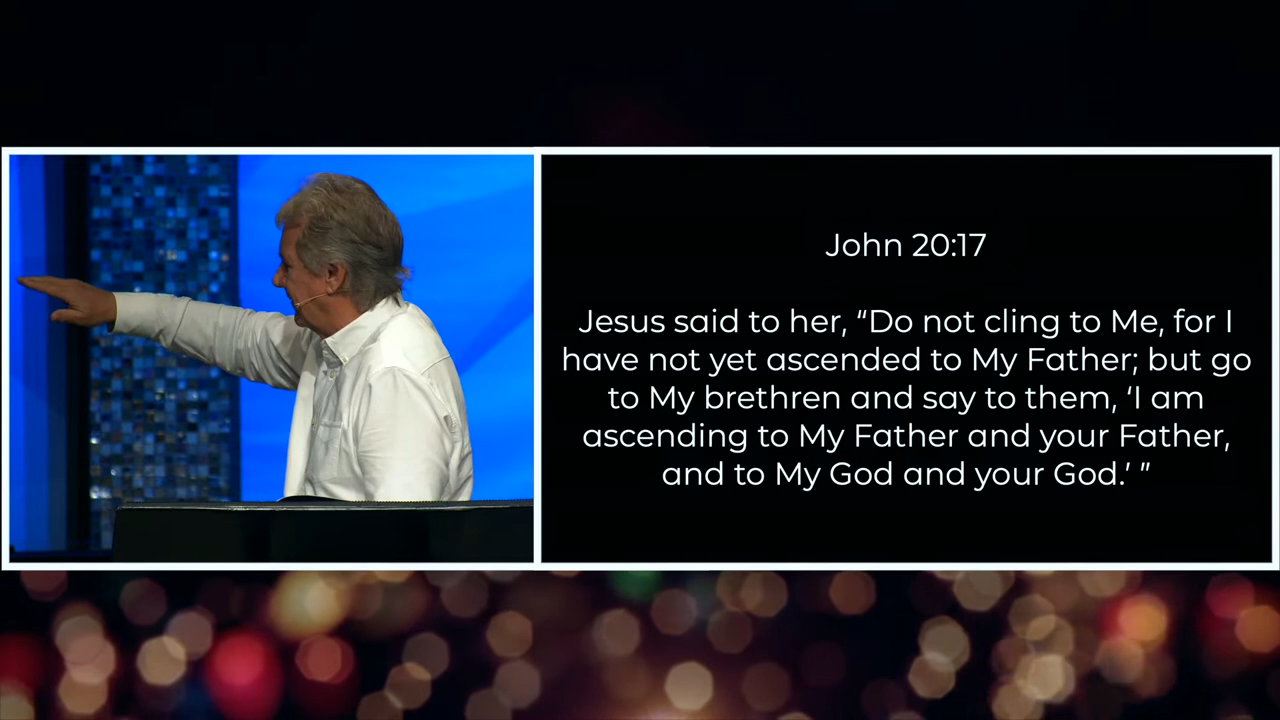 John 20:17
Jesus said to her, “Do not cling to Me, for I
have not yet ascended to My Father; but go
to My brethren and say to them, ‘I am
ascending to My Father and your Father,
and to My God and your God.’ ”